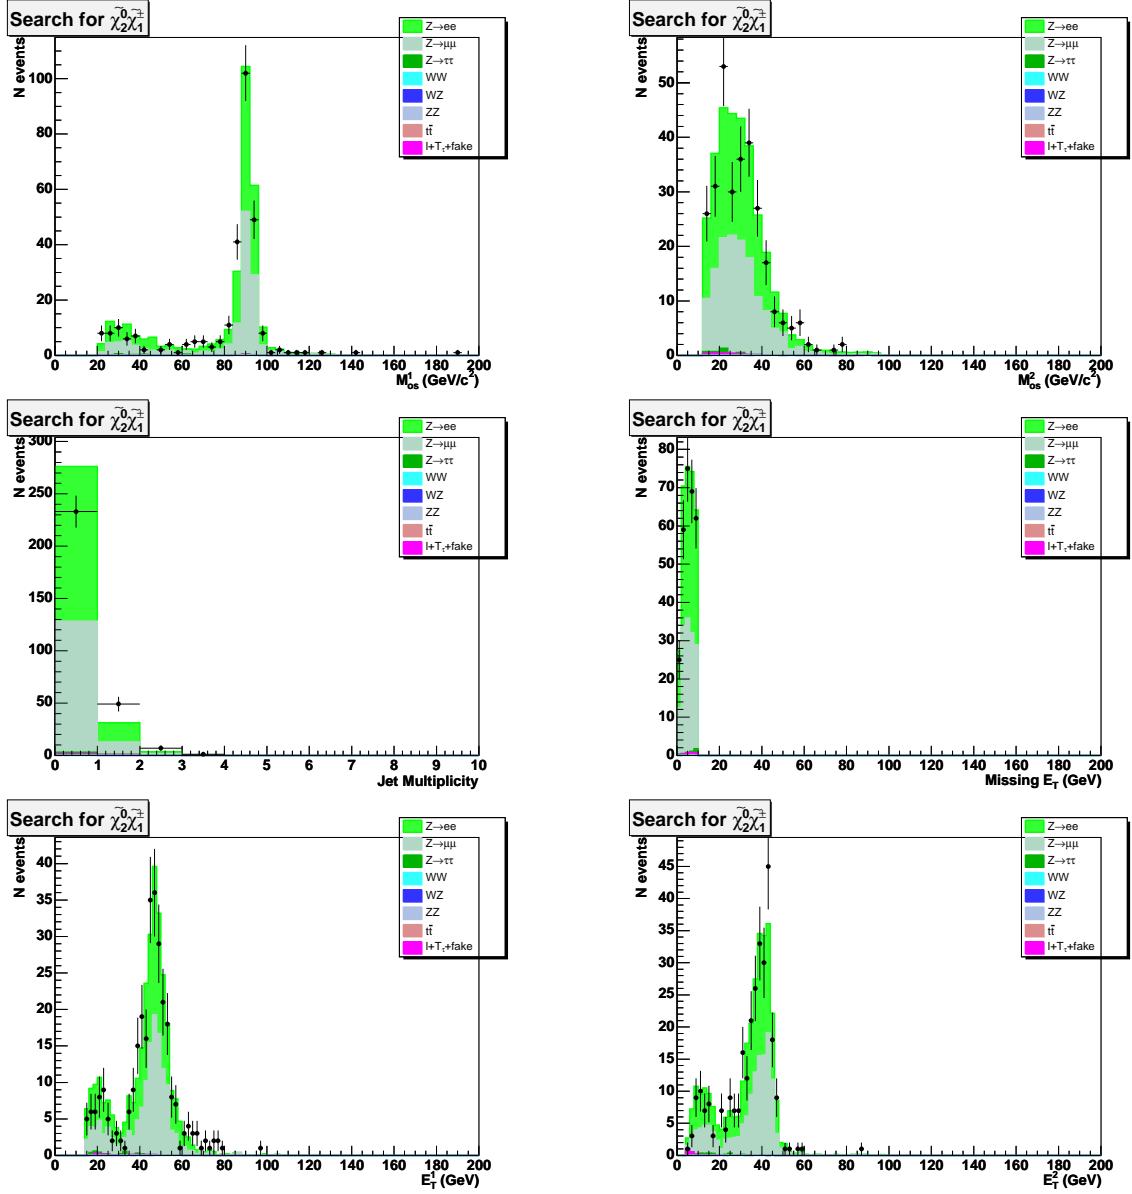 Search for χ̃⁰₂χ̃±₁
N events
Z→ee
Z→μμ
Z→ττ
WW
WZ
ZZ
tt̄
l+Tτ+fake
100
80
60
40
20
0
0 20 40 60 80 100 120 140 160 180 200
M¹os (GeV/c²)
Search for χ̃⁰₂χ̃±₁
N events
Z→ee
Z→μμ
Z→ττ
WW
WZ
ZZ
tt̄
l+Tτ+fake
50
40
30
20
10
0
0 20 40 60 80 100 120 140 160 180 200
M²os (GeV/c²)
Search for χ̃⁰₂χ̃±₁
N events
Z→ee
Z→μμ
Z→ττ
WW
WZ
ZZ
tt̄
l+Tτ+fake
300
250
200
150
100
50
0
0 1 2 3 4 5 6 7 8 9 10
Jet Multiplicity
Search for χ̃⁰₂χ̃±₁
N events
Z→ee
Z→μμ
Z→ττ
WW
WZ
ZZ
tt̄
l+Tτ+fake
80
70
60
50
40
30
20
10
0
0 20 40 60 80 100 120 140 160 180 200
Missing E_T (GeV)
Search for χ̃⁰₂χ̃±₁
N events
Z→ee
Z→μμ
Z→ττ
WW
WZ
ZZ
tt̄
l+Tτ+fake
40
35
30
25
20
15
10
5
0
0 20 40 60 80 100 120 140 160 180 200
E¹_T (GeV)
Search for χ̃⁰₂χ̃±₁
N events
Z→ee
Z→μμ
Z→ττ
WW
WZ
ZZ
tt̄
l+Tτ+fake
45
40
35
30
25
20
15
10
5
0
0 20 40 60 80 100 120 140 160 180 200
E²_T (GeV)